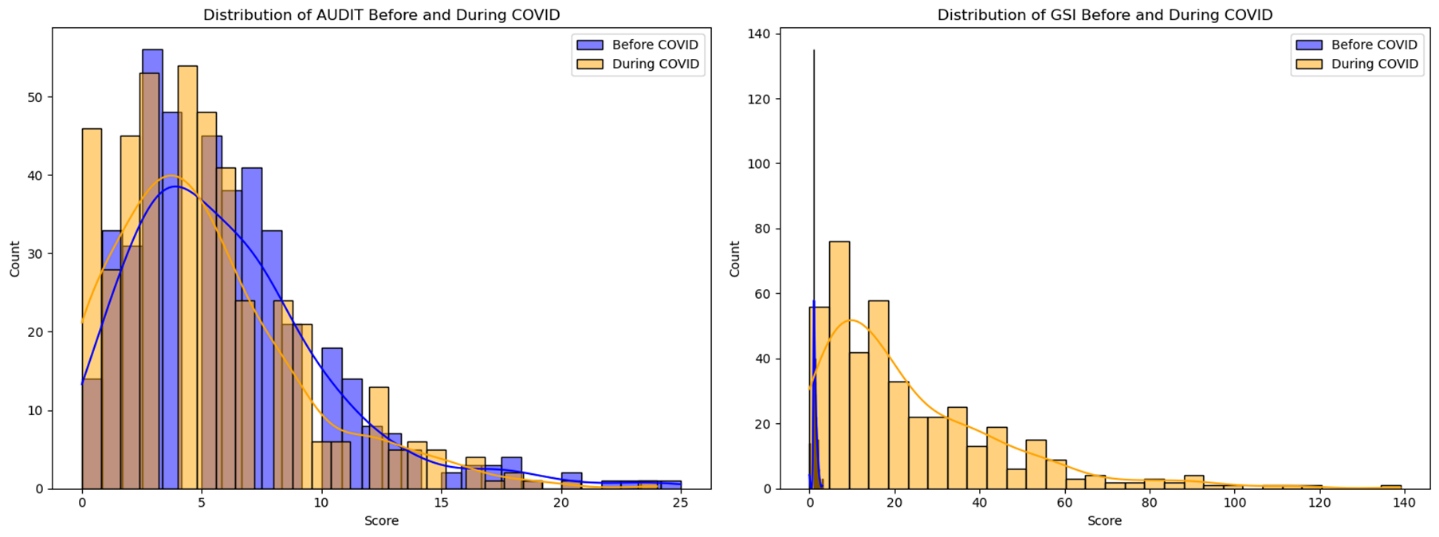 Distribution of AUDIT Before and During COVID
Before COVID
During COVID
50
40
30
20
10
0
Count
0 5 10 15 20 25
Score
Distribution of GSI Before and During COVID
Before COVID
During COVID
140
120
100
80
60
40
20
0
Count
0 20 40 60 80 100 120 140
Score